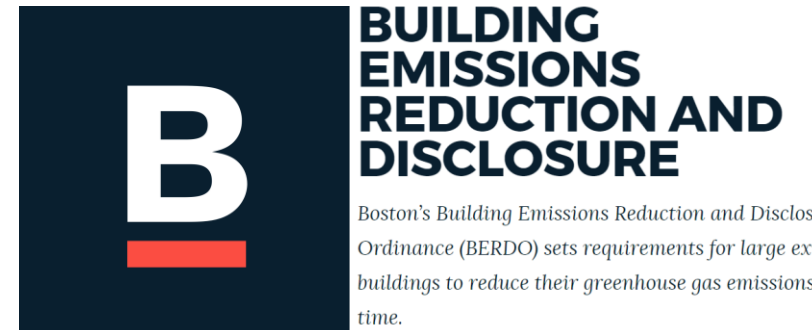 B
BUILDING
EMISSIONS
REDUCTION AND
DISCLOSURE
Boston’s Building Emissions Reduction and
Ordinance (BERDO) sets requirements for large
buildings to reduce their greenhouse gas emissions
time.